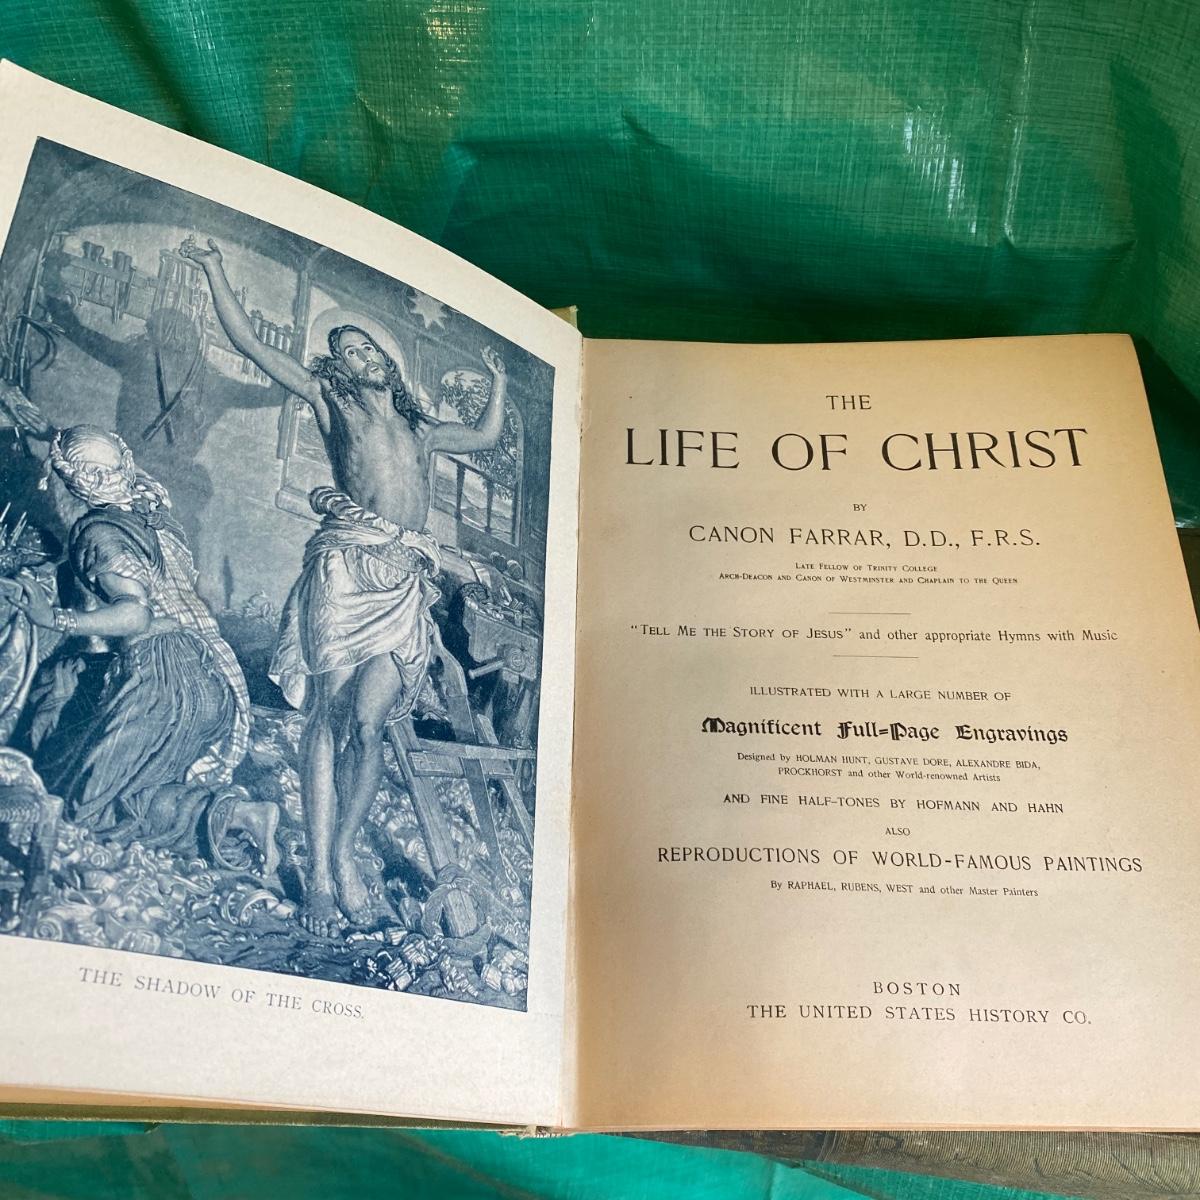 THE SHADOW OF THE CROSS.
THE
LIFE OF CHRIST
BY
CANON FARRAR, D.D., F.R.S.
LATE FELLOW OF TRINITY COLLEGE
ARCH-DEACON AND CANON OF WESTMINSTER AND CHAPLAIN TO THE QUEEN
"TELL ME THE STORY OF JESUS" and other appropriate Hymns with Music
ILLUSTRATED WITH A LARGE NUMBER OF
Magnificent Full=Page Engravings
Designed by HOLMAN HUNT, GUSTAVE DORE, ALEXANDRE BIDA,
PROCKHORST and other World-renowned Artists
AND FINE HALF-TONES BY HOFMANN AND HAHN
ALSO
REPRODUCTIONS OF WORLD-FAMOUS PAINTINGS
By RAPHAEL, RUBENS, WEST and other Master Painters
BOSTON
THE UNITED STATES HISTORY CO.